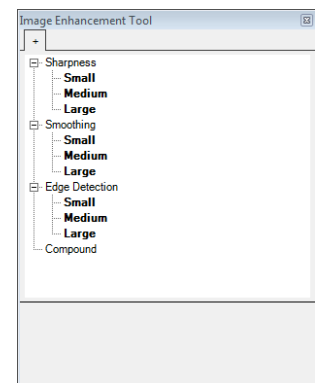 Image Enhancement Tool
+
Sharpness
Small
Medium
Large
Smoothing
Small
Medium
Large
Edge Detection
Small
Medium
Large
Compound